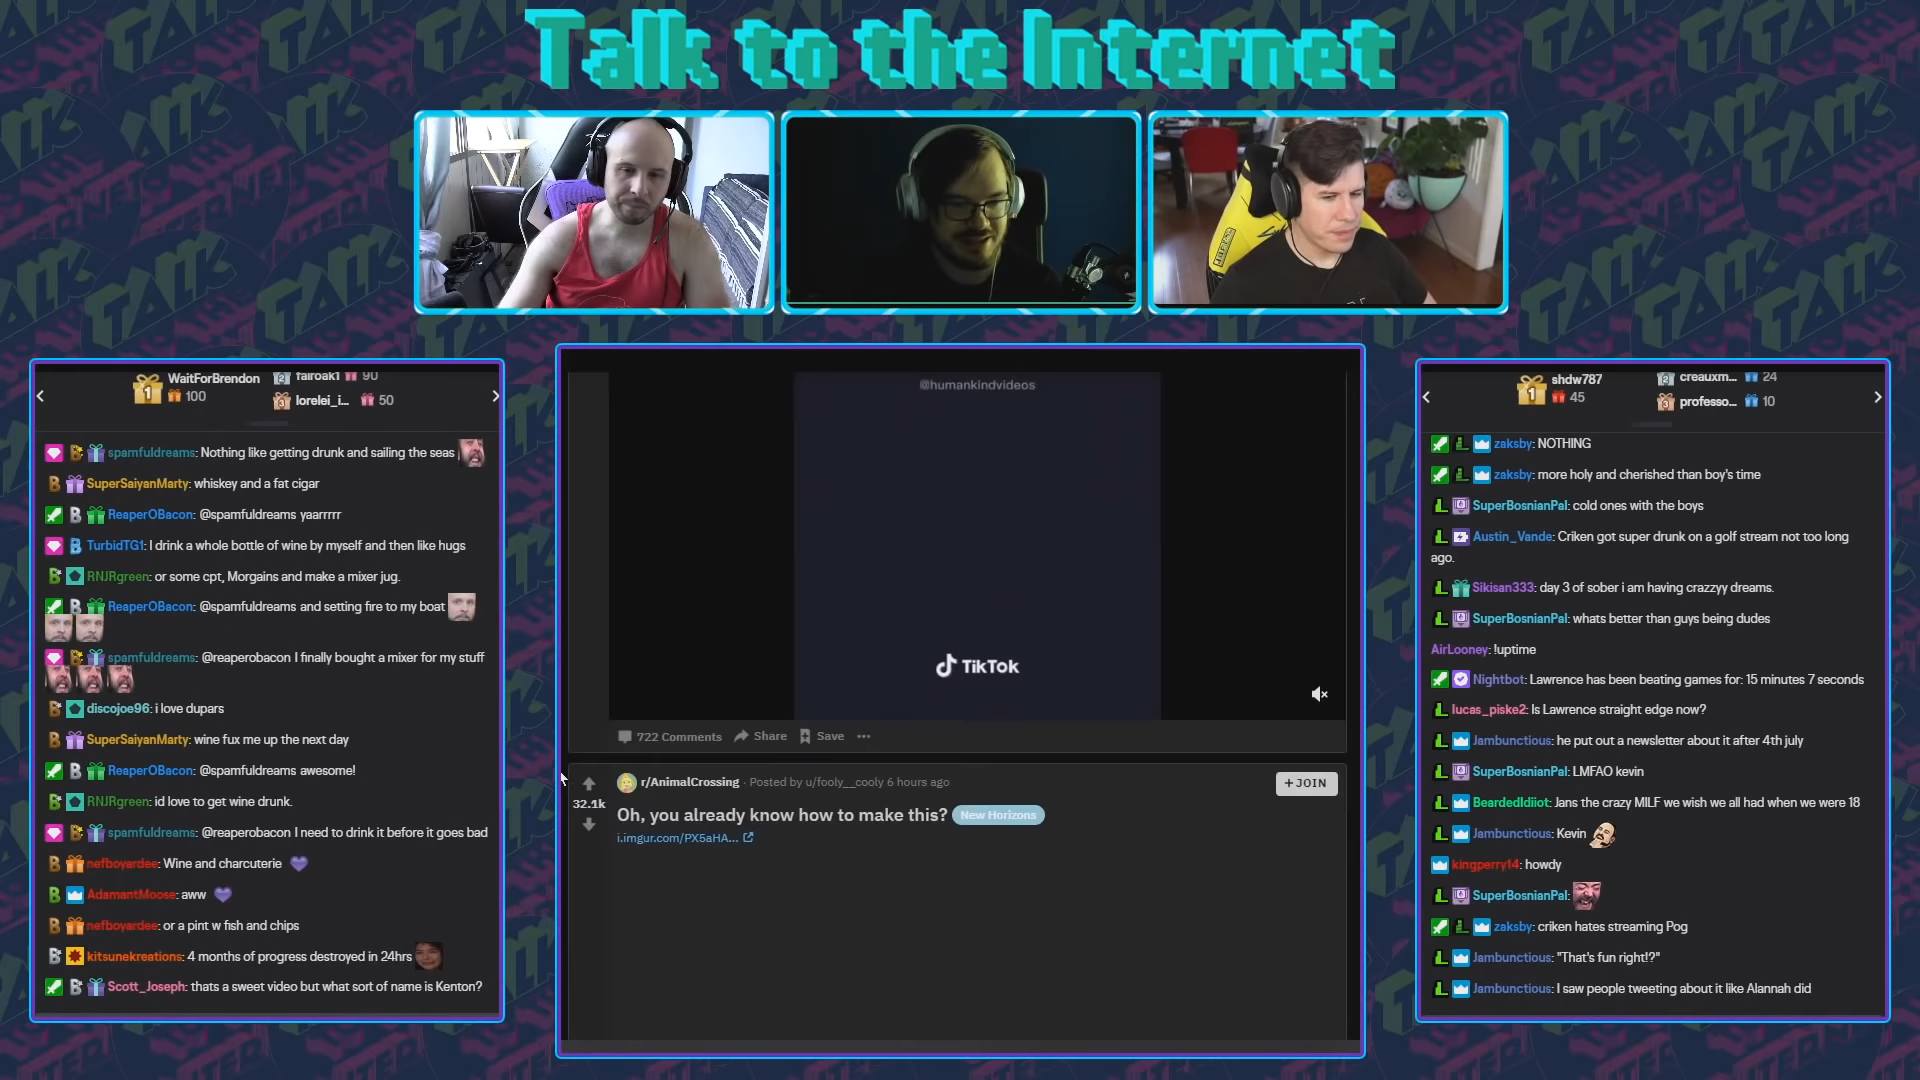 Talk to the Internet
WaitForBrendon
100
fairoak1 90
lorelei_i... 50
spamfuldreams: Nothing like getting drunk and sailing the seas
SuperSaiyanMarty: whiskey and a fat cigar
ReaperOBacon: @spamfuldreams yaarrrrr
TurbidTG1: I drink a whole bottle of wine by myself and then like hugs
RNJRgreen: or some cpt, Morgains and make a mixer jug.
ReaperOBacon: @spamfuldreams and setting fire to my boat
spamfuldreams: @reaperobacon I finally bought a mixer for my stuff
discojoe96: i love dupars
SuperSaiyanMarty: wine fux me up the next day
ReaperOBacon: @spamfuldreams awesome!
RNJRgreen: id love to get wine drunk.
spamfuldreams: @reaperobacon I need to drink it before it goes bad
nefboyardee: Wine and charcuterie
AdamantMoose: aww
nefboyardee: or a pint w fish and chips
kitsunekreations: 4 months of progress destroyed in 24hrs
Scott_Joseph: thats a sweet video but what sort of name is Kenton?
@humankindvideos
TikTok
722 Comments Share Save
r/AnimalCrossing · Posted by u/fooly__cooly 6 hours ago
+ JOIN
32.1k
Oh, you already know how to make this? New Horizons
i.imgur.com/PX5aHA...
shdw787
45
creauxm... 24
professo... 10
zaksby: NOTHING
zaksby: more holy and cherished than boy's time
SuperBosnianPal: cold ones with the boys
Austin_Vande: Criken got super drunk on a golf stream not too long
ago.
Sikisan333: day 3 of sober i am having crazzyy dreams.
SuperBosnianPal: whats better than guys being dudes
AirLooney: !uptime
Nightbot: Lawrence has been beating games for: 15 minutes 7 seconds
lucas_piske2: Is Lawrence straight edge now?
Jambunctious: he put out a newsletter about it after 4th july
SuperBosnianPal: LMFAO kevin
BeardedIdiiot: Jans the crazy MILF we wish we all had when we were 18
Jambunctious: Kevin
kingperry14: howdy
SuperBosnianPal:
zaksby: criken hates streaming Pog
Jambunctious: "That's fun right!?"
Jambunctious: I saw people tweeting about it like Alannah did